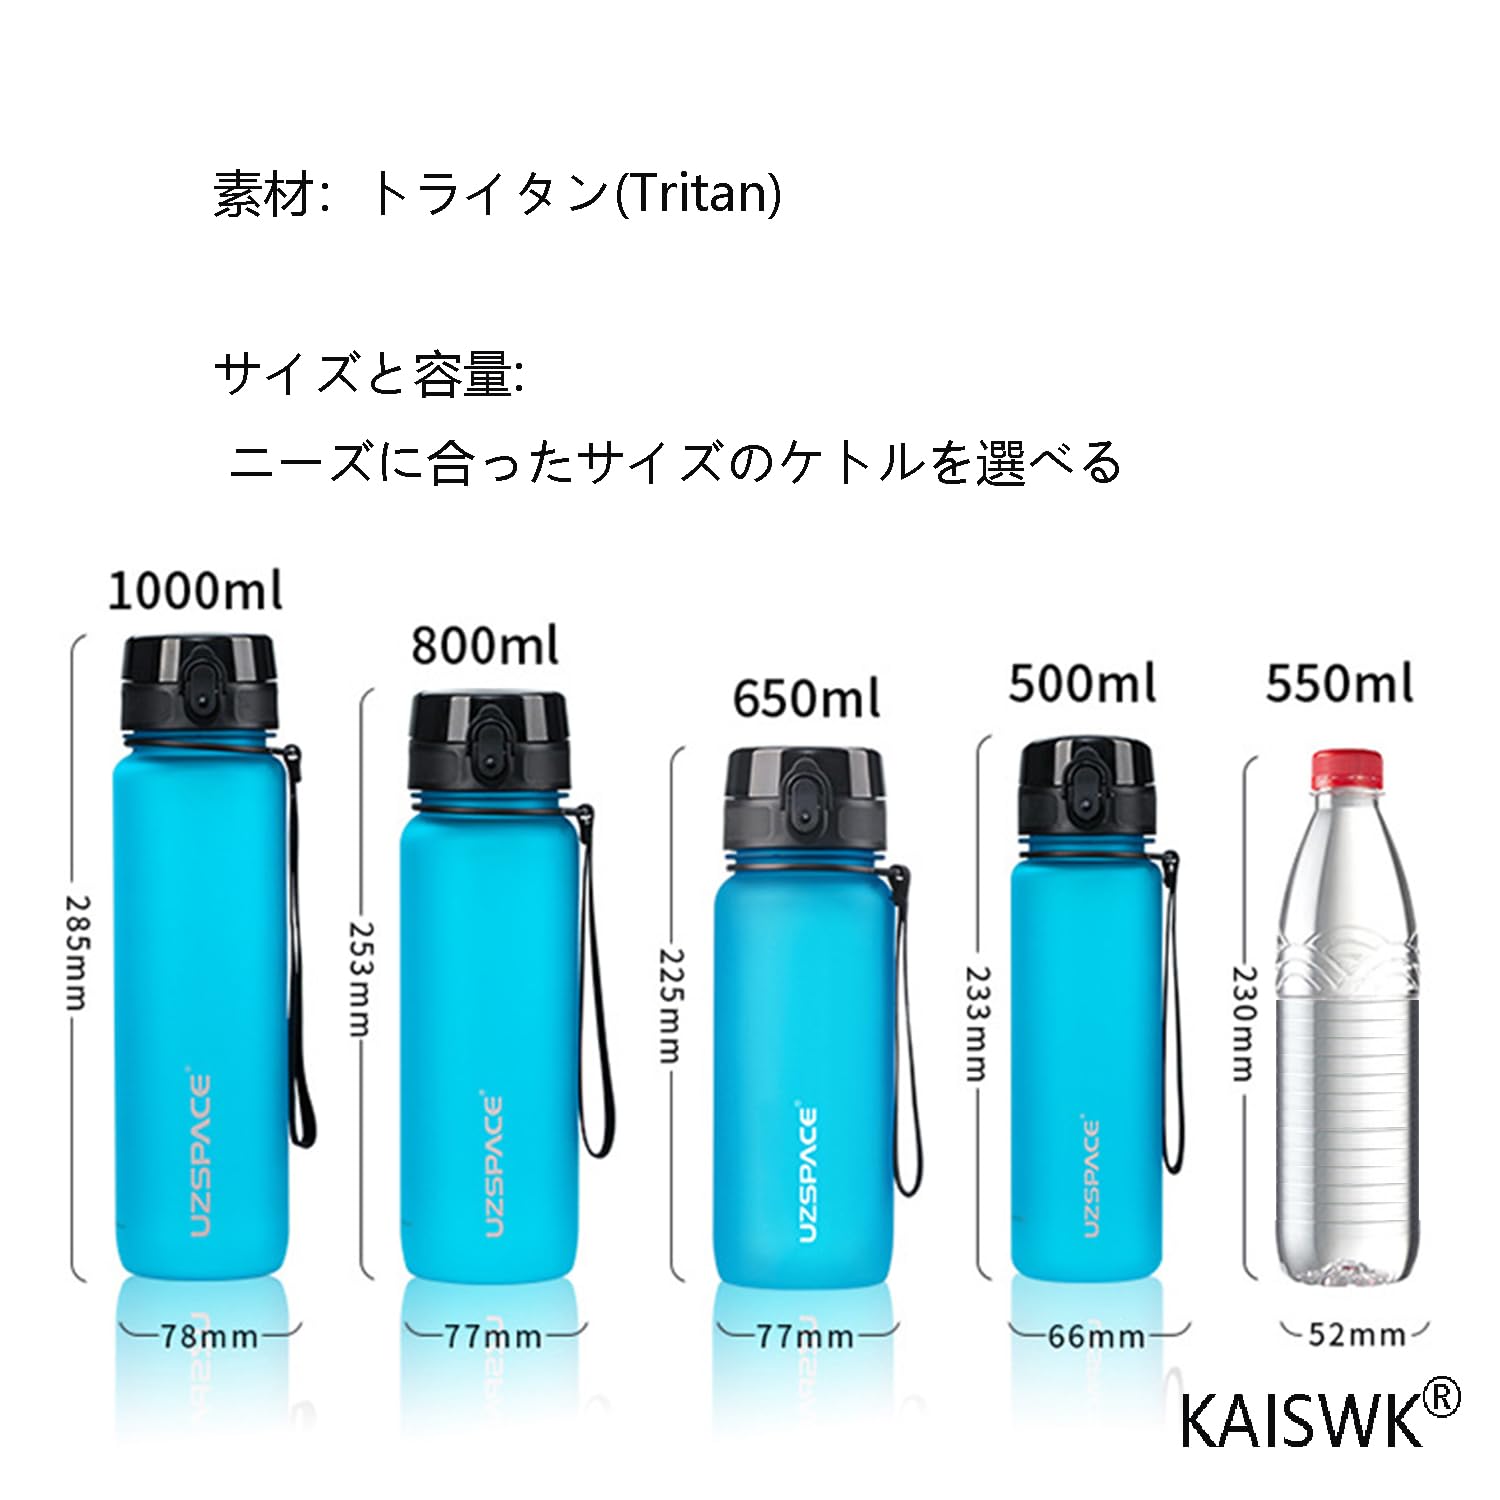 素材: トライタン(Tritan)
サイズと容量:
ニーズに合ったサイズのケトルを選べる
1000ml
800ml
650ml
500ml
550ml
285mm
253mm
225mm
233mm
230mm
UZSPACE
UZSPACE
UZSPACE
UZSPACE
78mm
77mm
77mm
66mm
52mm
KAISWK®